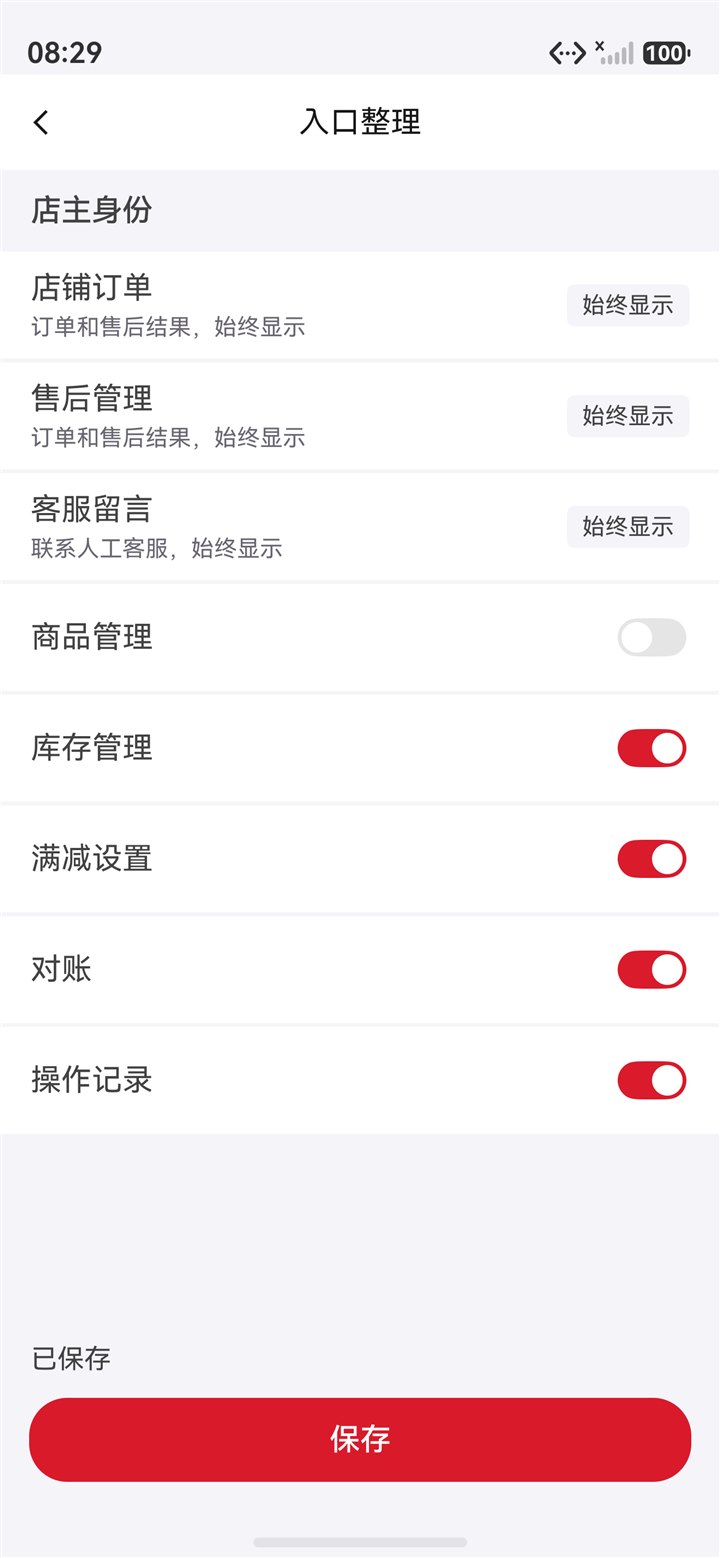 08:29
100
入口整理
店主身份
店铺订单
订单和售后结果，始终显示
始终显示
售后管理
订单和售后结果，始终显示
始终显示
客服留言
联系人工客服，始终显示
始终显示
商品管理
库存管理
满减设置
对账
操作记录
已保存
保存